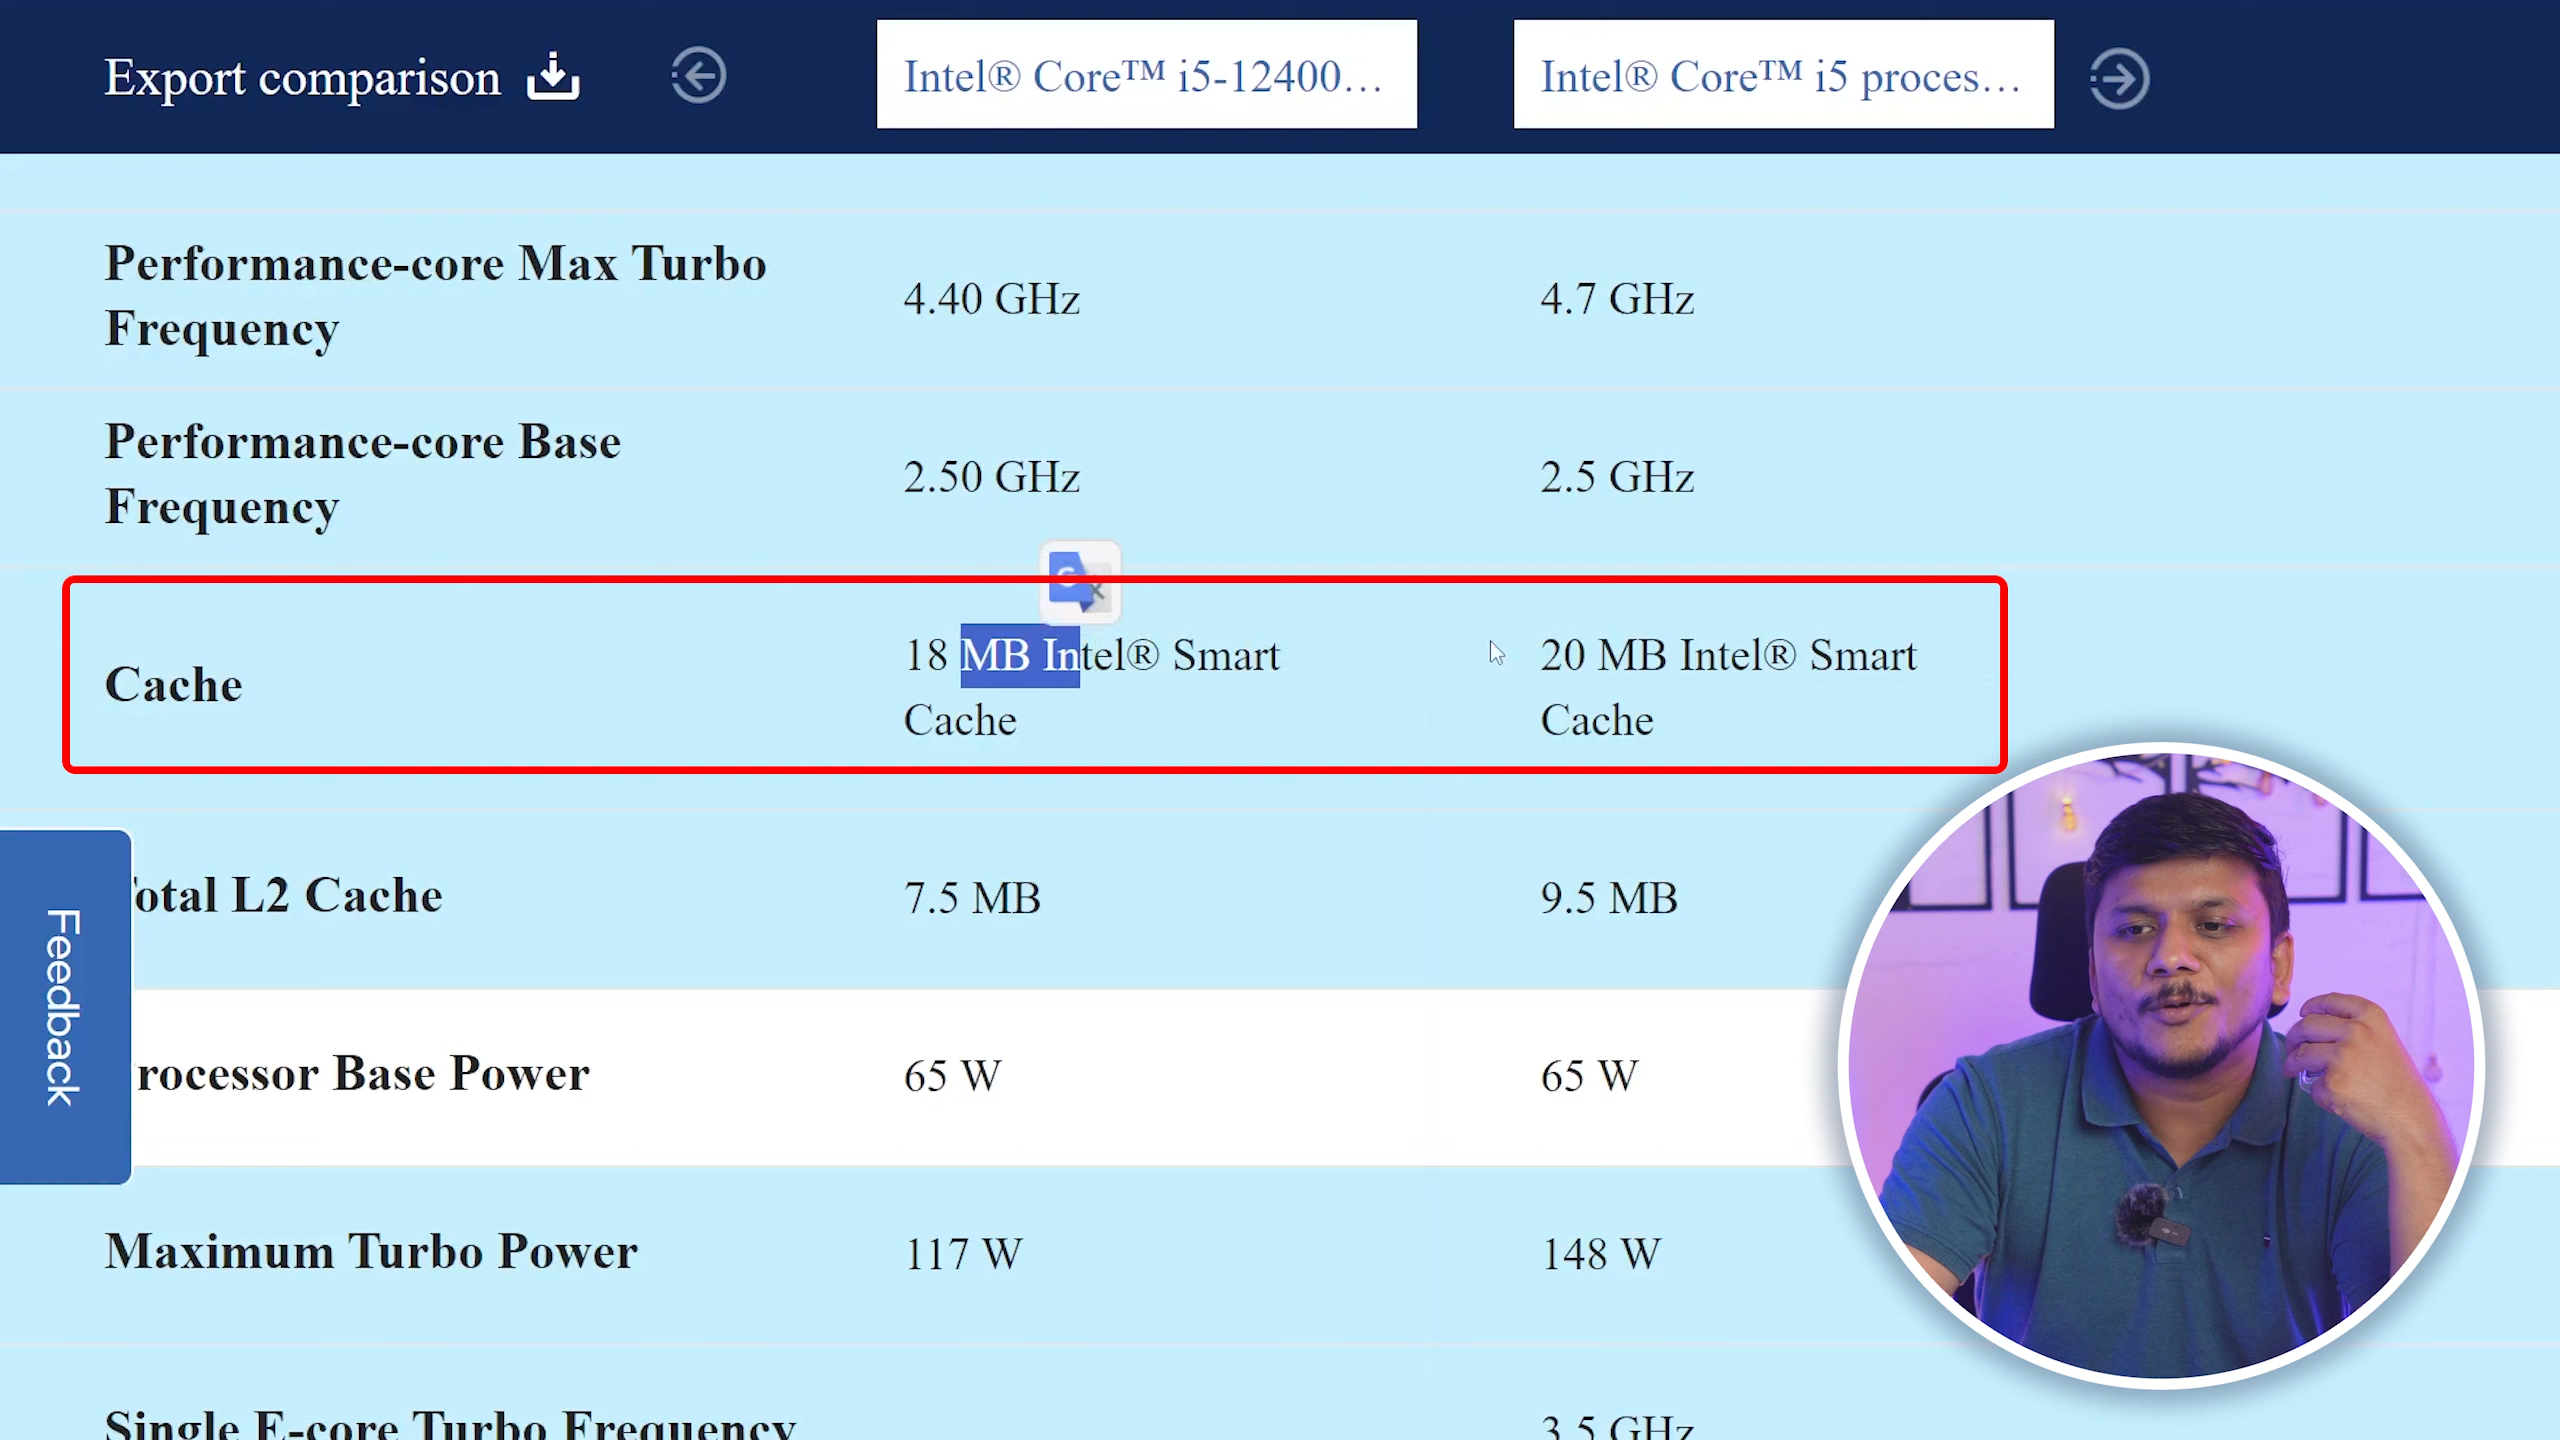 Export comparison
Intel® Core™ i5-12400…
Intel® Core™ i5 proces…
Performance-core Max Turbo
Frequency
4.40 GHz
4.7 GHz
Performance-core Base
Frequency
2.50 GHz
2.5 GHz
Cache
18 MB Intel® Smart
Cache
20 MB Intel® Smart
Cache
otal L2 Cache
7.5 MB
9.5 MB
Feedback
rocessor Base Power
65 W
65 W
Maximum Turbo Power
117 W
148 W
Single E-core Turbo Frequency
3.5 GHz